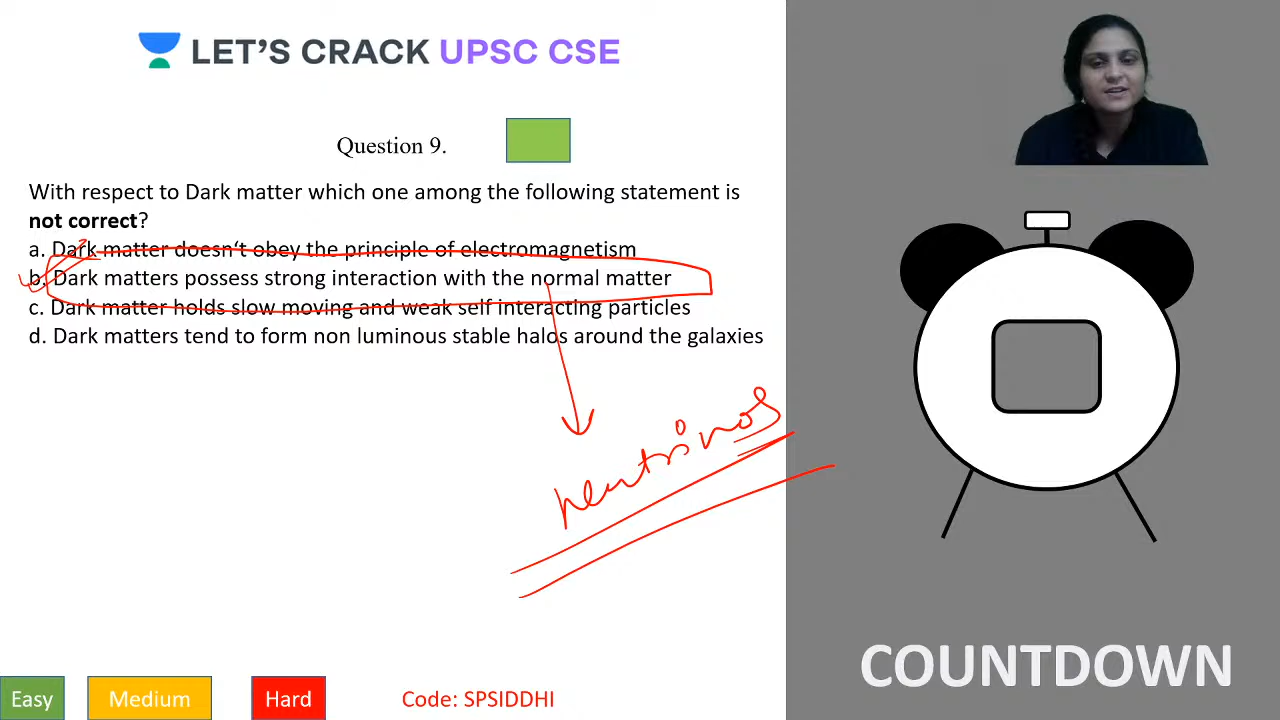 LET'S CRACK UPSC CSE
Question 9.
With respect to Dark matter which one among the following statement is
not correct?
a. Dark matter doesn't obey the principle of electromagnetism
b. Dark matters possess strong interaction with the normal matter
c. Dark matter holds slow moving and weak self interacting particles
d. Dark matters tend to form non luminous stable halos around the galaxies
neutrinos
Easy Medium Hard Code: SPSIDDHI
COUNTDOWN